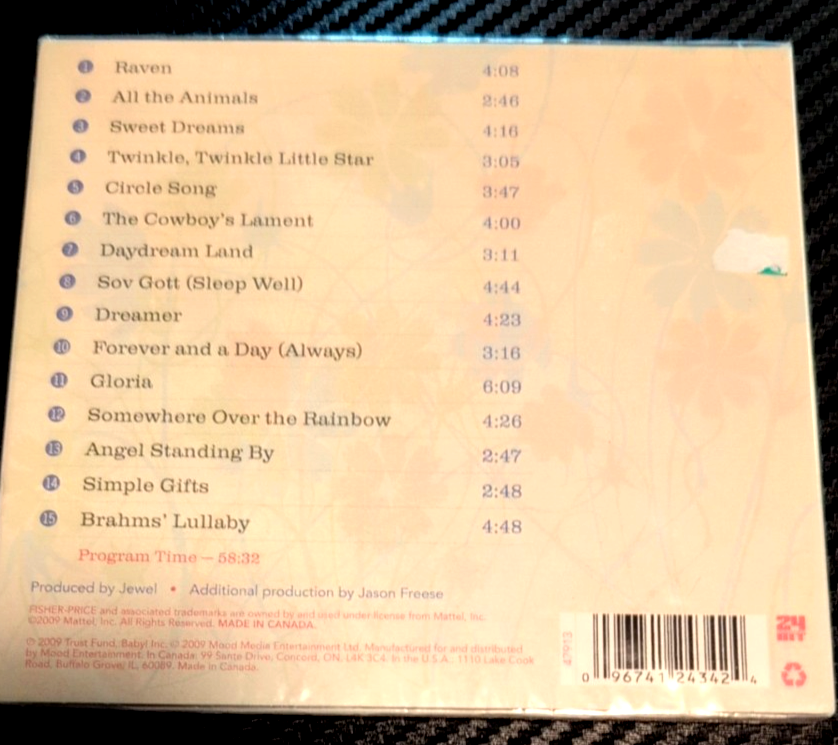 1 Raven 4:08
2 All the Animals 2:46
3 Sweet Dreams 4:16
4 Twinkle, Twinkle Little Star 3:05
5 Circle Song 3:47
6 The Cowboy's Lament 4:00
7 Daydream Land 3:11
8 Sov Gott (Sleep Well) 4:44
9 Dreamer 4:23
10 Forever and a Day (Always) 3:16
11 Gloria 6:09
12 Somewhere Over the Rainbow 4:26
13 Angel Standing By 2:47
14 Simple Gifts 2:48
15 Brahms' Lullaby 4:48
Program Time – 58:32
Produced by Jewel • Additional production by Jason Freese
FISHER-PRICE and associated trademarks are owned by and used under license from Mattel, Inc.
©2009 Mattel, Inc. All Rights Reserved. MADE IN CANADA.
℗ 2009 Trust Fund, Baby! Inc. © 2009 Mood Media Entertainment Ltd. Manufactured for and distributed
by Mood Entertainment. In Canada: 99 Sante Drive, Concord, ON, L4K 3C4. In the U.S.A.: 1110 Lake Cook
Road, Buffalo Grove, IL, 60089. Made in Canada.
47913
0 96741 24342 4
24
BIT